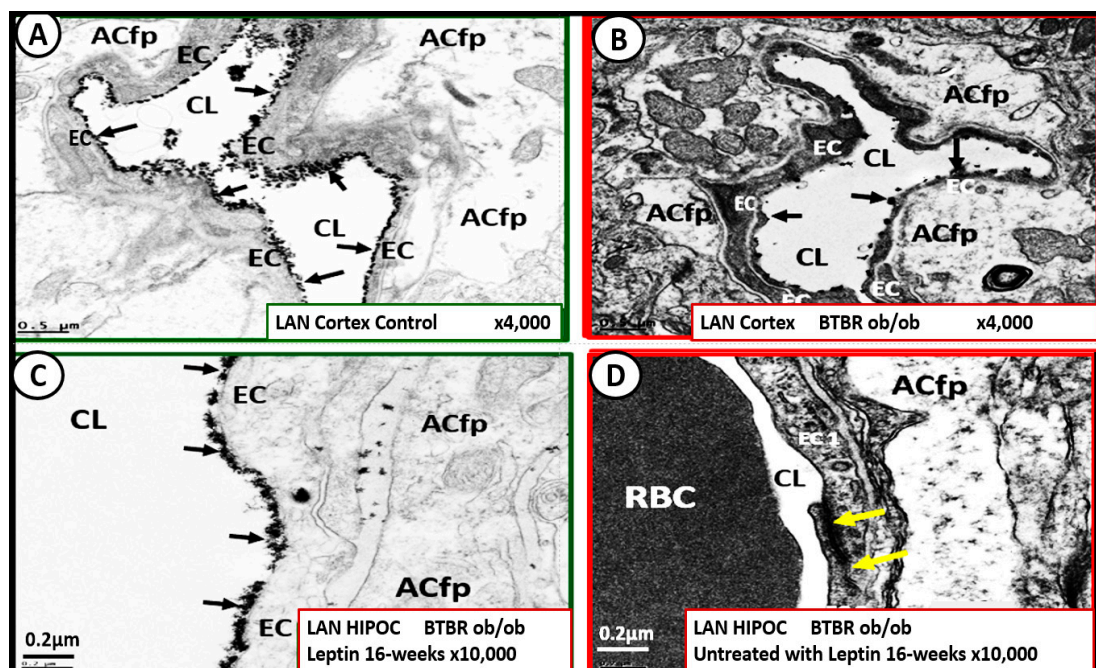 A
ACfp
EC
ACfp
CL
EC
EC
ACfp
CL
EC
EC
0.5 µm
LAN Cortex Control x4,000
B
ACfp
EC
CL
EC
EC
ACfp
ACfp
CL
EC
EC
LAN Cortex BTBR ob/ob x4,000
C
EC
CL
ACfp
ACfp
EC
0.2µm
0.2 µm
LAN HIPOC BTBR ob/ob
Leptin 16-weeks x10,000
D
ACfp
EC 1
CL
RBC
0.2µm
LAN HIPOC BTBR ob/ob
Untreated with Leptin 16-weeks x10,000